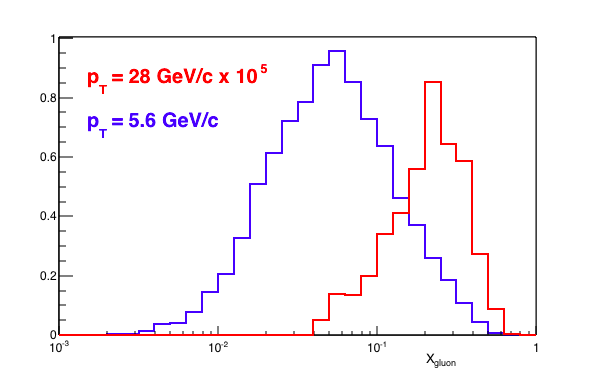 1
p_T = 28 GeV/c x 10^5
0.8
p_T = 5.6 GeV/c
0.6
0.4
0.2
0
10^-3 10^-2 10^-1 1
X_gluon